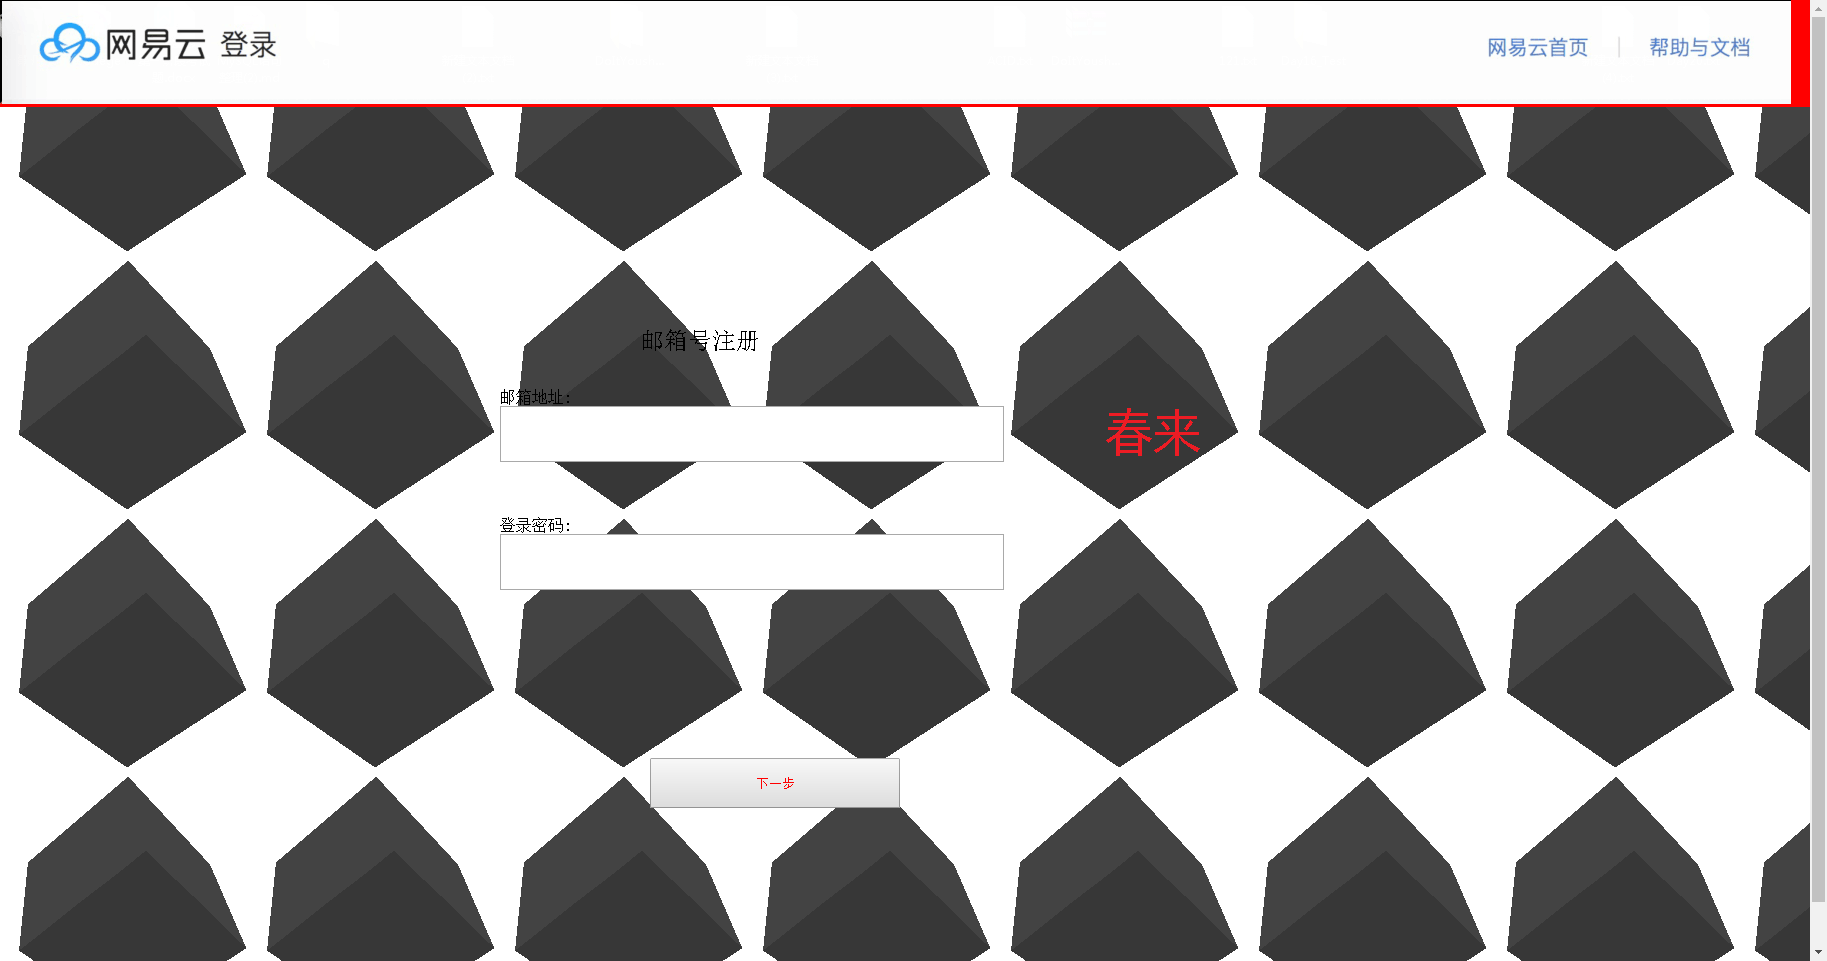 网易云 登录
网易云首页 | 帮助与文档
邮箱号注册
邮箱地址：
春来
登录密码：
下一步